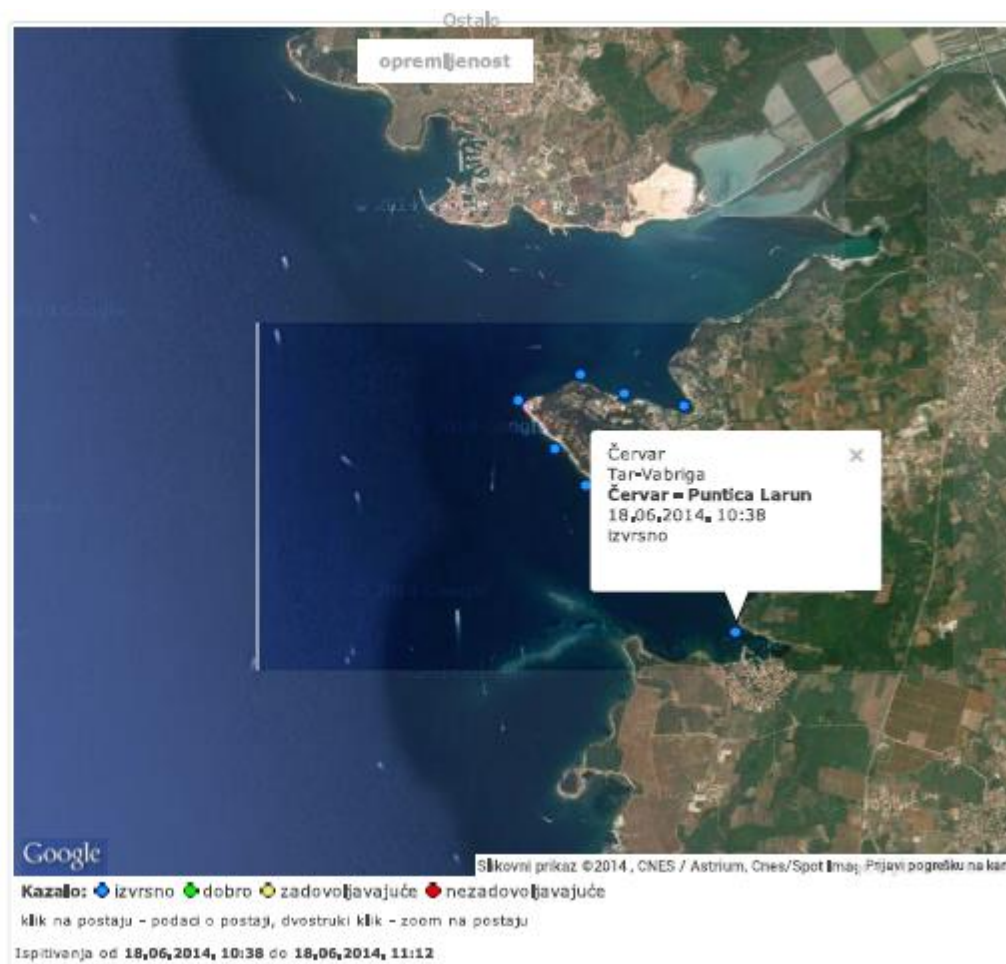 Ostalo
opremljenost
Červar
Tar-Vabriga
Červar - Puntica Larun
18.06.2014. 10:38
izvrsno
Google
Slikovni prikaz ©2014 , CNES / Astrium, Cnes/Spot Imag
Prijavi pogrešku na kar
Kazalo: izvrsno dobro zadovoljavajuće nezadovoljavajuće
klik na postaju - podaci o postaji, dvostruki klik - zoom na postaju
Ispitivanja od 18.06.2014. 10:38 do 18.06.2014. 11:12